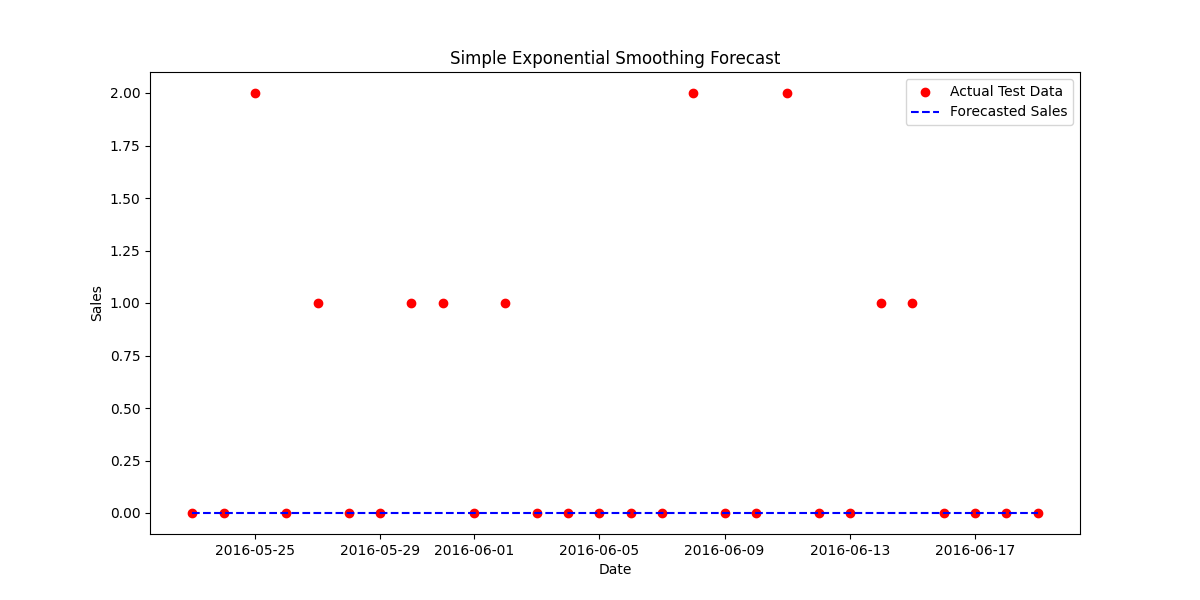 Simple Exponential Smoothing Forecast
Actual Test Data
Forecasted Sales
2.00
1.75
1.50
1.25
1.00
0.75
0.50
0.25
0.00
Sales
2016-05-25 2016-05-29 2016-06-01 2016-06-05 2016-06-09 2016-06-13 2016-06-17
Date